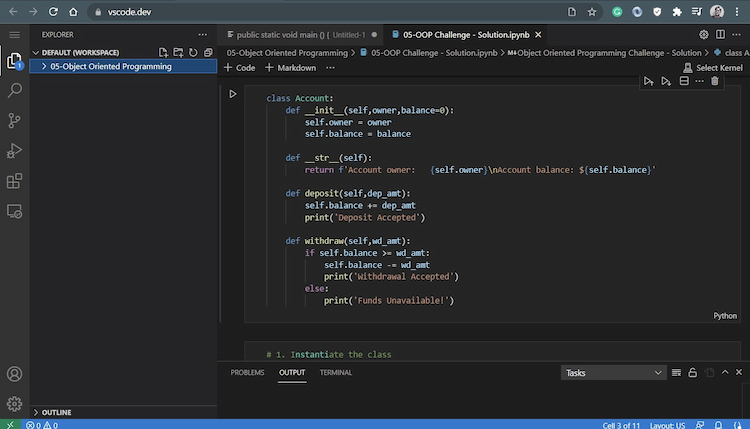 vscode.dev
EXPLORER
public static void main () { Untitled-1
05-OOP Challenge - Solution.ipynb
DEFAULT (WORKSPACE)
05-Object Oriented Programming
05-Object Oriented Programming > 05-OOP Challenge - Solution.ipynb > M↓Object Oriented Programming Challenge - Solution > class A
+ Code + Markdown ...
Select Kernel
class Account:
    def __init__(self,owner,balance=0):
        self.owner = owner
        self.balance = balance
    def __str__(self):
        return f'Account owner:   {self.owner}\nAccount balance: ${self.balance}'
    def deposit(self,dep_amt):
        self.balance += dep_amt
        print('Deposit Accepted')
    def withdraw(self,wd_amt):
        if self.balance >= wd_amt:
            self.balance -= wd_amt
            print('Withdrawal Accepted')
        else:
            print('Funds Unavailable!')
Python
# 1. Instantiate the class
PROBLEMS OUTPUT TERMINAL
Tasks
OUTLINE
0 0
Cell 3 of 11 Layout: US
1